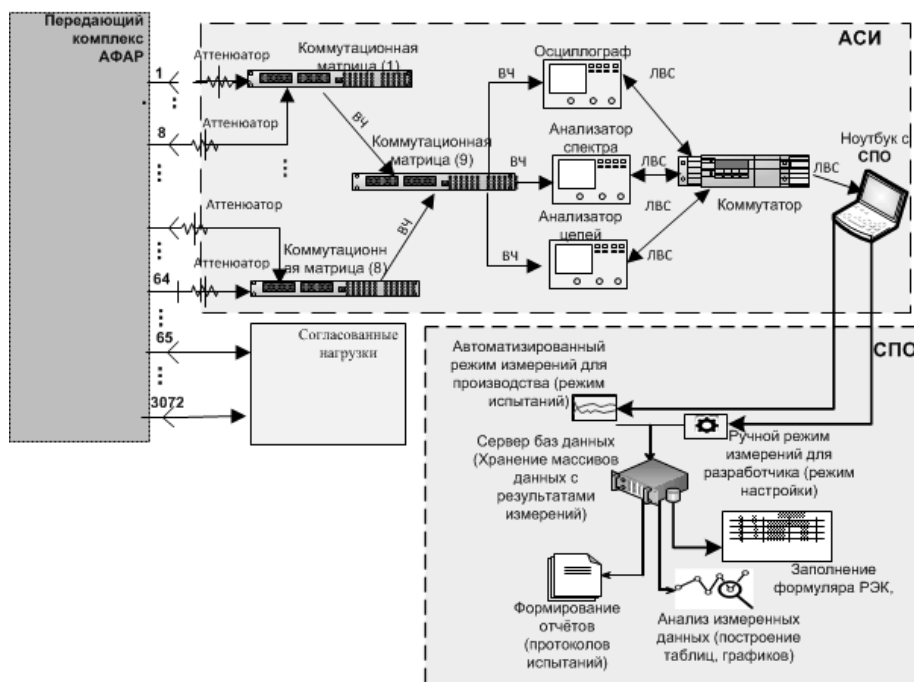 Передающий
комплекс
АФАР
АСИ
Аттенюатор
Коммутационная
матрица (1)
1
Аттенюатор
8
ВЧ
Коммутационная
матрица (9)
ВЧ
Осциллограф
ЛВС
ВЧ
Анализатор
спектра
ЛВС
Коммутатор
ЛВС
Ноутбук с
СПО
ВЧ
Анализатор
цепей
ЛВС
Аттенюатор
ВЧ
Коммутационн
ая матрица (8)
Аттенюатор
64
65
3072
Согласованные
нагрузки
СПО
Автоматизированный
режим измерений для
производства (режим
испытаний)
Ручной режим
измерений для
разработчика (режим
настройки)
Сервер баз данных
(Хранение массивов
данных с
результатами
измерений)
Заполнение
формуляра РЭК,
Формирование
отчётов
(протоколов
испытаний)
Анализ измеренных
данных (построение
таблиц, графиков)